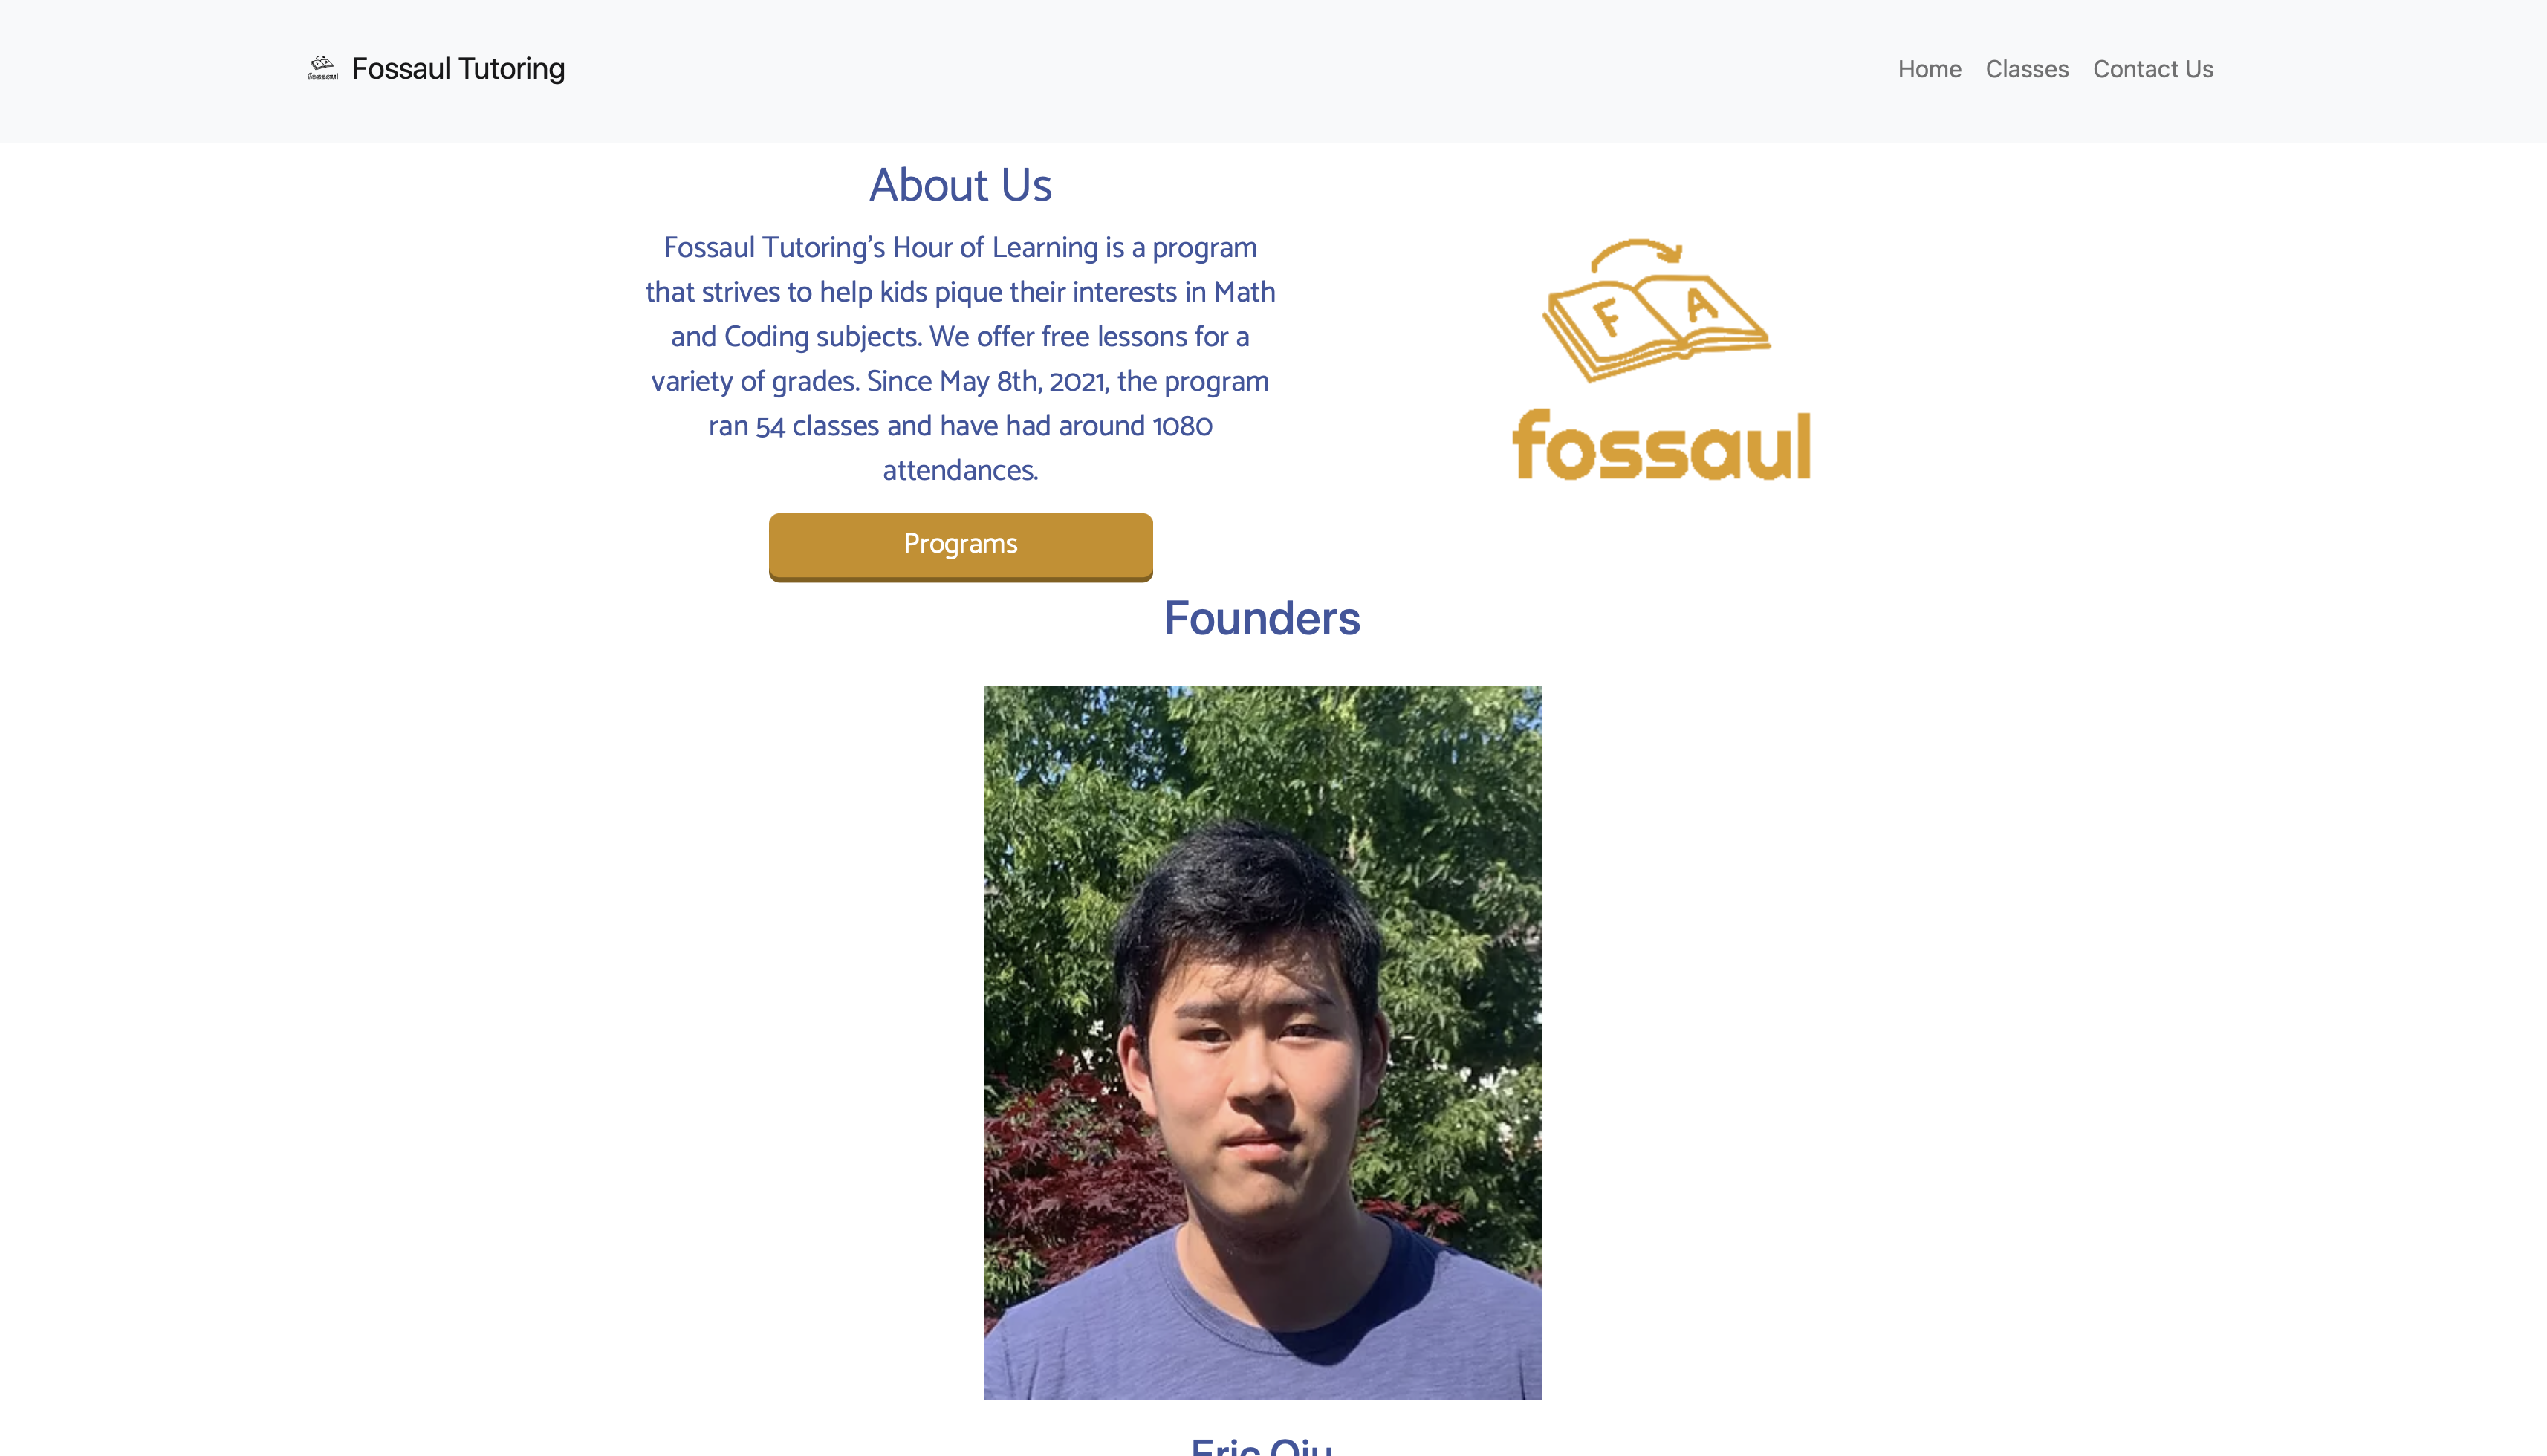 fossaul Fossaul Tutoring
Home Classes Contact Us
About Us
Fossaul Tutoring's Hour of Learning is a program
that strives to help kids pique their interests in Math
and Coding subjects. We offer free lessons for a
variety of grades. Since May 8th, 2021, the program
ran 54 classes and have had around 1080
attendances.
Programs
F A
fossaul
Founders
Eric Qiu